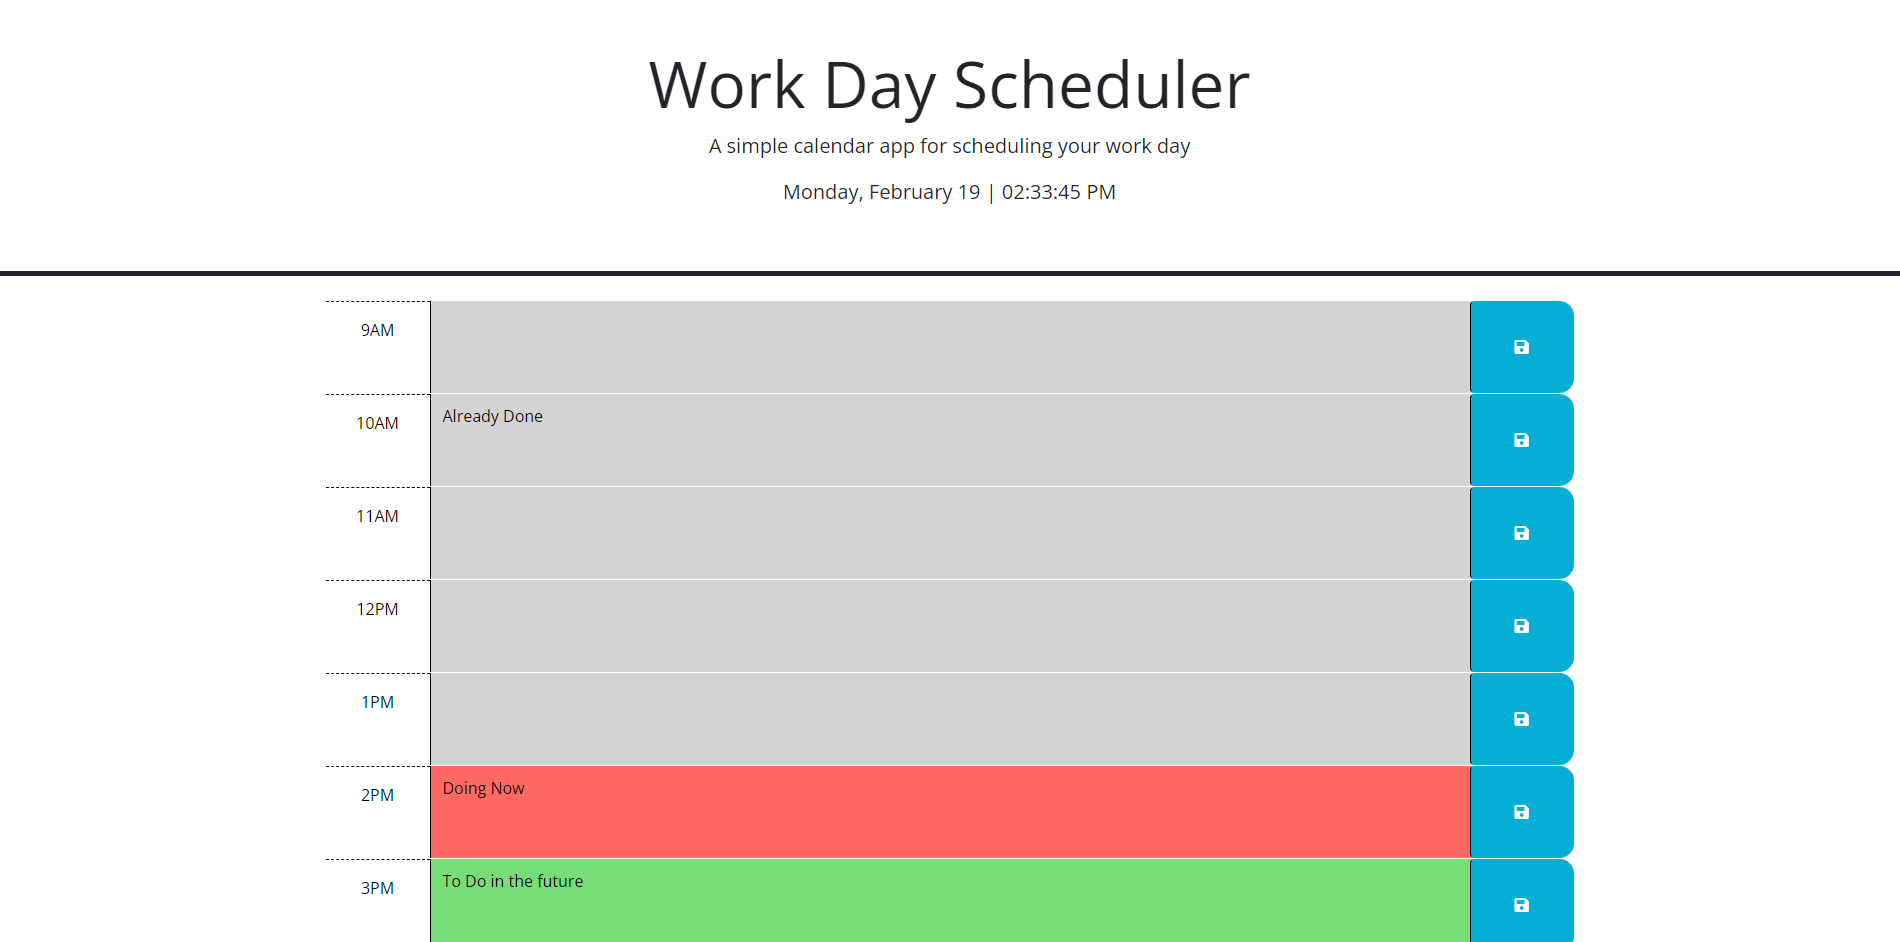 Work Day Scheduler
A simple calendar app for scheduling your work day
Monday, February 19 | 02:33:45 PM
9AM
10AM
Already Done
11AM
12PM
1PM
2PM
Doing Now
3PM
To Do in the future